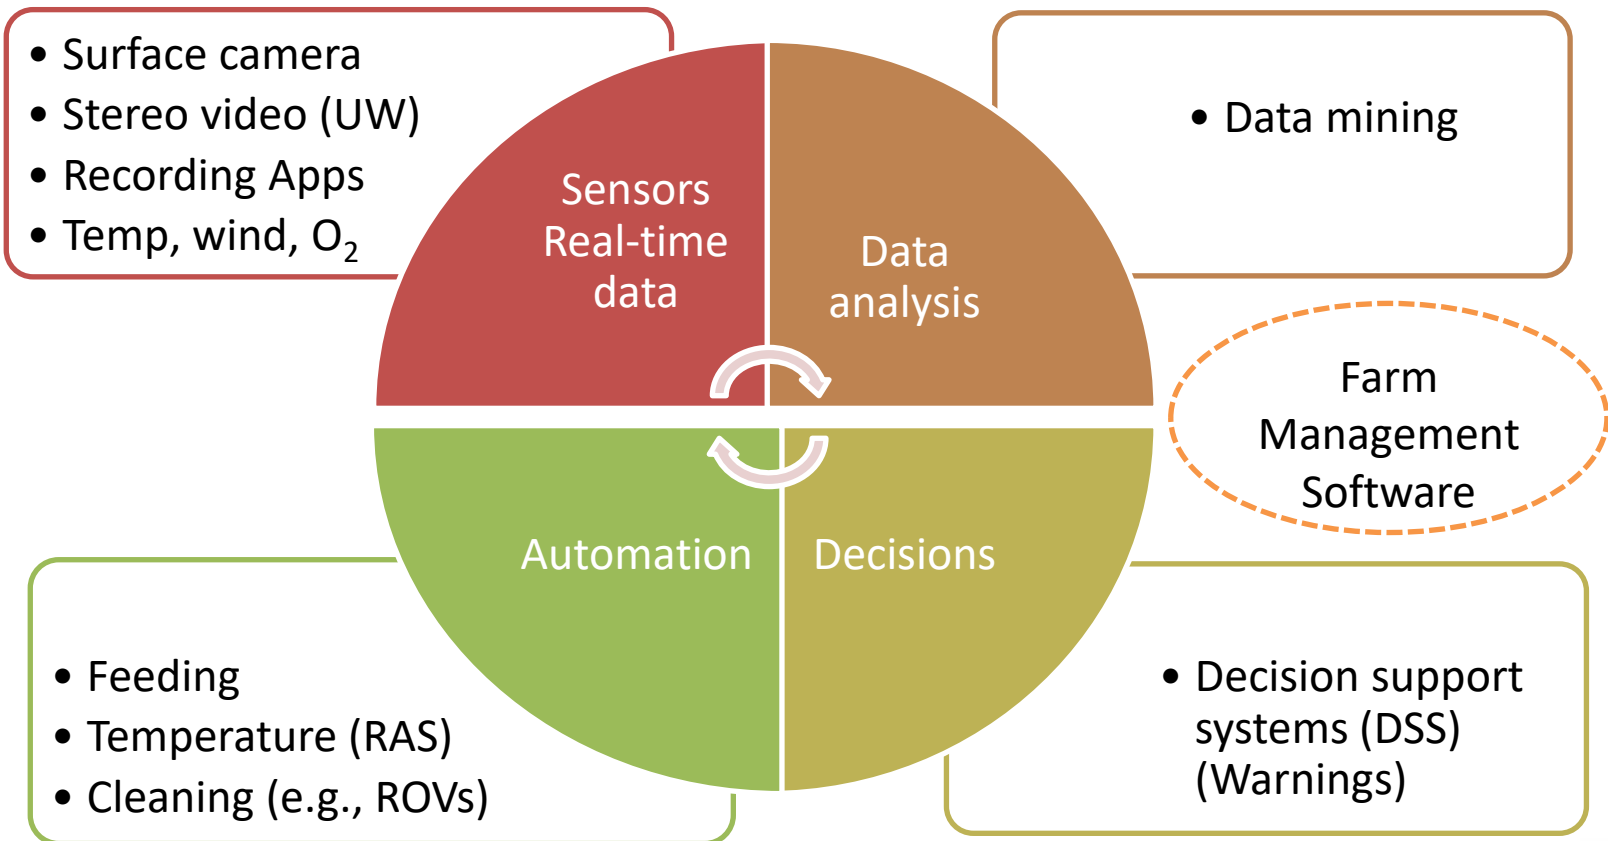 • Surface camera
• Stereo video (UW)
• Recording Apps
• Temp, wind, O₂
Sensors
Real-time
data
Data
analysis
• Data mining
Farm
Management
Software
Automation
Decisions
• Feeding
• Temperature (RAS)
• Cleaning (e.g., ROVs)
• Decision support
systems (DSS)
(Warnings)